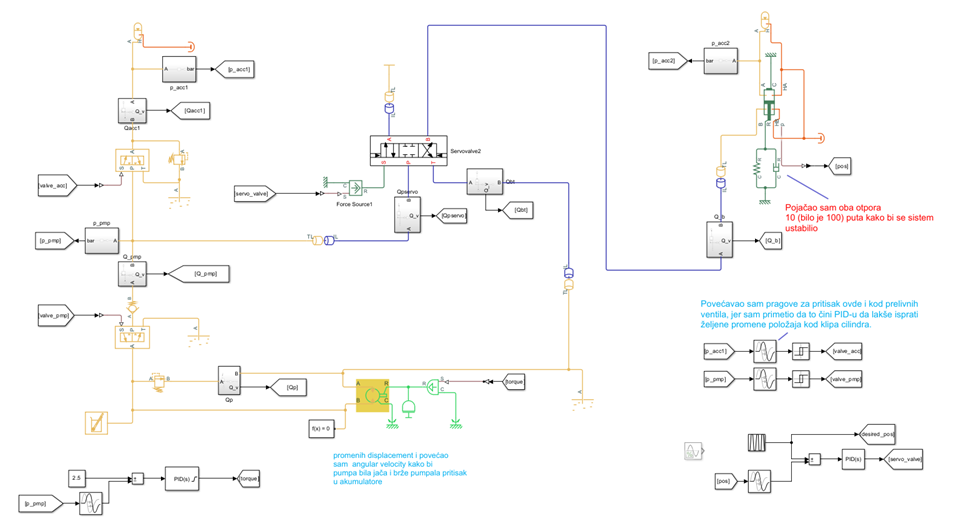 p_acc1
bar
A
[p_acc1]
p_acc2
[p_acc2]
bar
A
HA
Q_v
[Qacc1]
Qacc1
A
B
Servovalve2
S
P
T
[valve_acc]
S P T
A B
[servo_valve]
Force Source1
Qpservo
Q_v
[Qpservo]
Qbt
[Qbt]
[pos]
Pojačao sam oba otpora
10 (bilo je 100) puta kako bi se sistem
ustabilio
p_pmp
[p_pmp]
bar
A
TL
IL
Q_b
Q_v
[Q_b]
Q_pmp
Q_v
[Q_pmp]
[valve_pmp]
S P T
Povećavao sam pragove za pritisak ovde i kod prelivnih
ventila, jer sam primetio da to čini PID-u da lakše isprati
željene promene položaja kod klipa cilindra.
[p_acc1]
[valve_acc]
[p_pmp]
[valve_pmp]
A
B
Q_v
[Qp]
Qp
[torque]
f(x) = 0
promenih displacement i povećao
sam angular velocity kako bi
pumpa bila jača i brže pumpala pritisak
u akumulatore
[desired_pos]
[pos]
PID(s)
[servo_valve]
2.5
PID(s)
[torque]
[p_pmp]